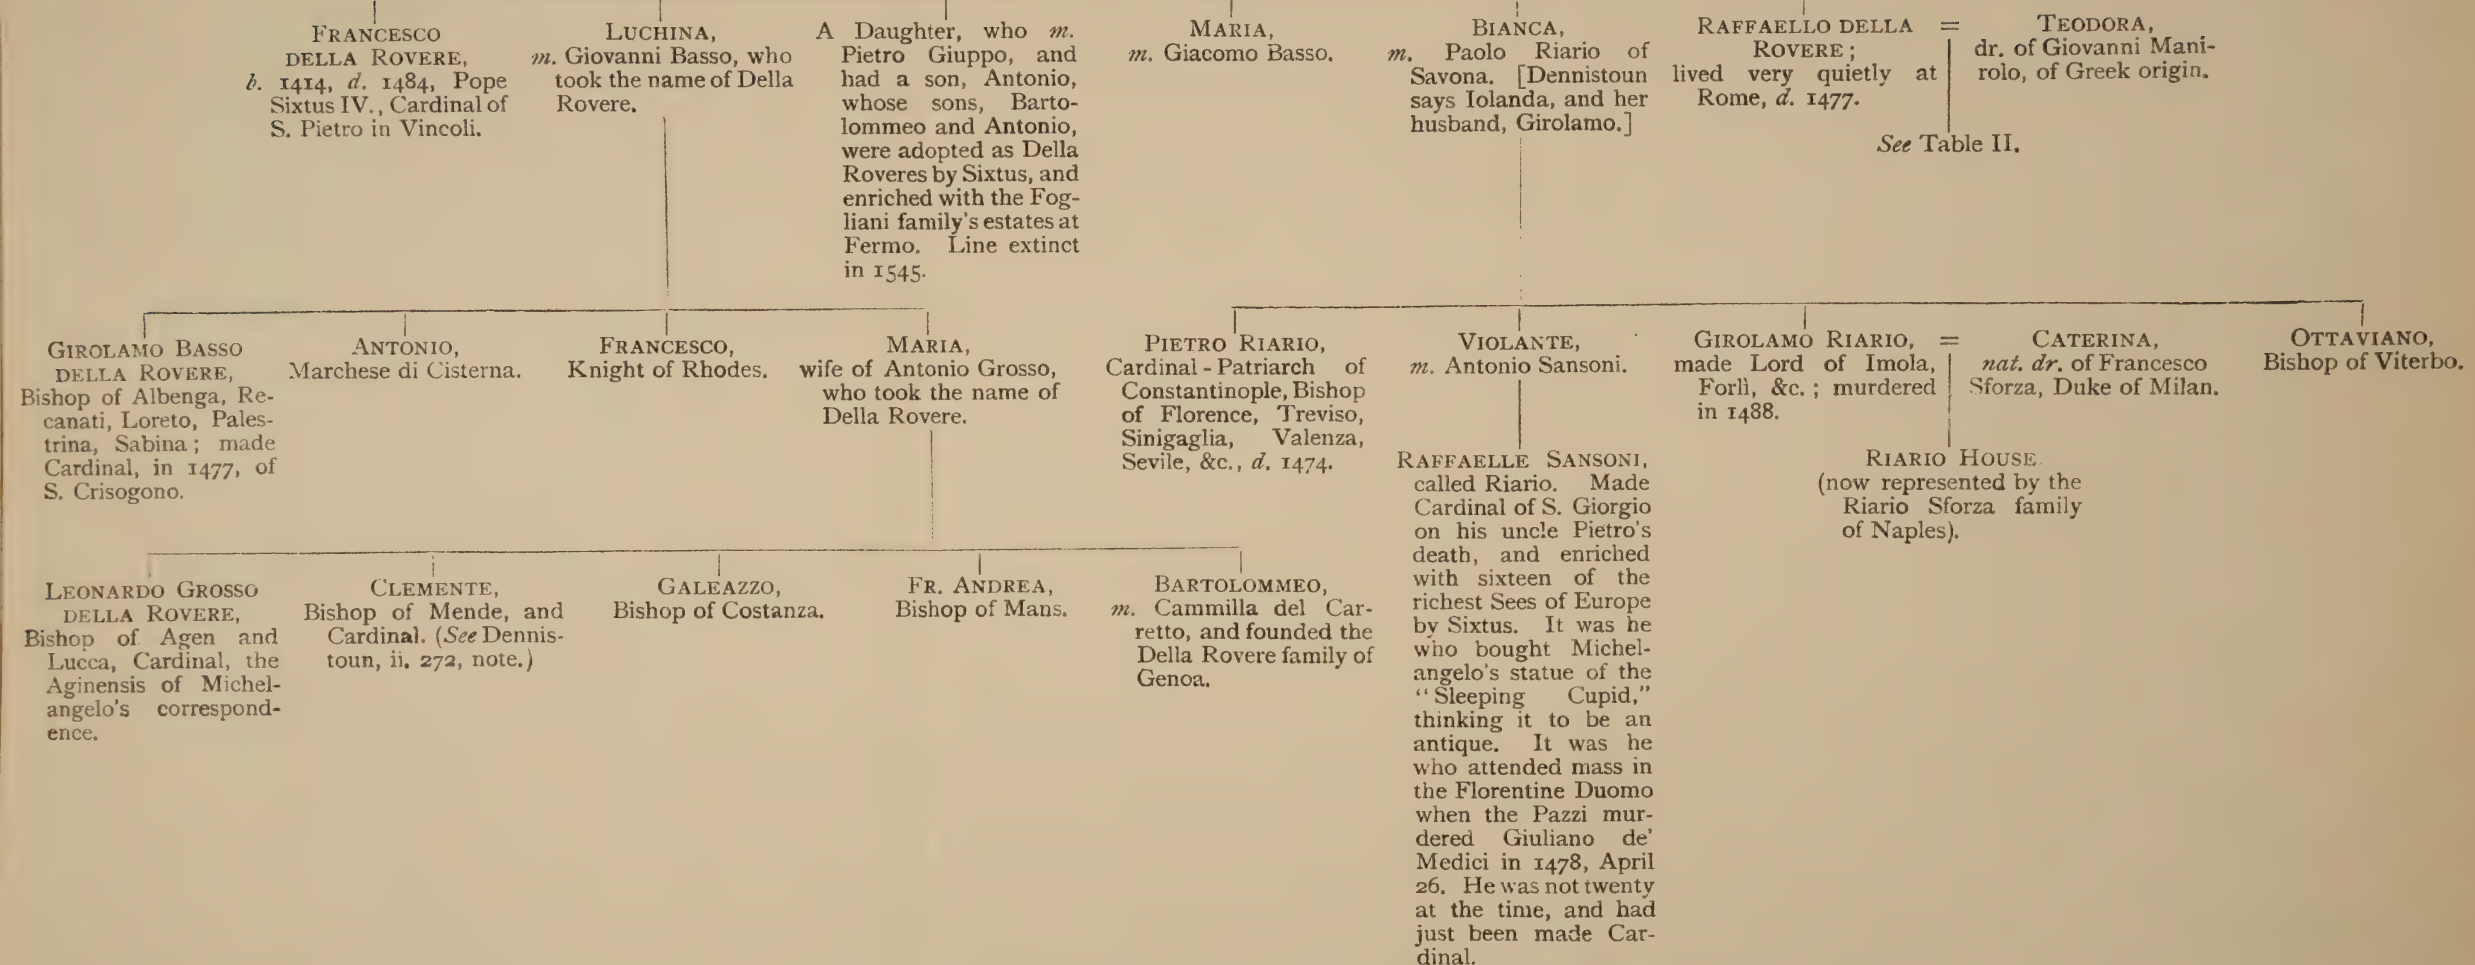 FRANCESCO
DELLA ROVERE,
b. 1414, d. 1484, Pope
Sixtus IV., Cardinal of
S. Pietro in Vincoli.
LUCHINA,
m. Giovanni Basso, who
took the name of Della
Rovere.
A Daughter, who m.
Pietro Giuppo, and
had a son, Antonio,
whose sons, Barto-
lommeo and Antonio,
were adopted as Della
Roveres by Sixtus, and
enriched with the Fog-
liani family's estates at
Fermo. Line extinct
in 1545.
MARIA,
m. Giacomo Basso.
BIANCA,
m. Paolo Riario of
Savona. [Dennistoun
says Iolanda, and her
husband, Girolamo.]
RAFFAELLO DELLA
ROVERE;
lived very quietly at
Rome, d. 1477.
=
TEODORA,
dr. of Giovanni Mani-
rolo, of Greek origin.
See Table II.
GIROLAMO BASSO
DELLA ROVERE,
Bishop of Albenga, Re-
canati, Loreto, Pales-
trina, Sabina; made
Cardinal, in 1477, of
S. Crisogono.
ANTONIO,
Marchese di Cisterna.
FRANCESCO,
Knight of Rhodes.
MARIA,
wife of Antonio Grosso,
who took the name of
Della Rovere.
PIETRO RIARIO,
Cardinal-Patriarch of
Constantinople, Bishop
of Florence, Treviso,
Sinigaglia, Valenza,
Sevile, &c., d. 1474.
VIOLANTE,
m. Antonio Sansoni.
GIROLAMO RIARIO,
made Lord of Imola,
Forlì, &c.; murdered
in 1488.
=
CATERINA,
nat. dr. of Francesco
Sforza, Duke of Milan.
OTTAVIANO,
Bishop of Viterbo.
RAFFAELLE SANSONI,
called Riario. Made
Cardinal of S. Giorgio
on his uncle Pietro's
death, and enriched
with sixteen of the
richest Sees of Europe
by Sixtus. It was he
who bought Michel-
angelo's statue of the
"Sleeping Cupid,"
thinking it to be an
antique. It was he
who attended mass in
the Florentine Duomo
when the Pazzi mur-
dered Giuliano de'
Medici in 1478, April
26. He was not twenty
at the time, and had
just been made Car-
dinal.
RIARIO HOUSE
(now represented by the
Riario Sforza family
of Naples).
LEONARDO GROSSO
DELLA ROVERE,
Bishop of Agen and
Lucca, Cardinal, the
Aginensis of Michel-
angelo's correspond-
ence.
CLEMENTE,
Bishop of Mende, and
Cardinal. (See Dennis-
toun, ii. 272, note.)
GALEAZZO,
Bishop of Costanza.
FR. ANDREA,
Bishop of Mans.
BARTOLOMMEO,
m. Cammilla del Car-
retto, and founded the
Della Rovere family of
Genoa.